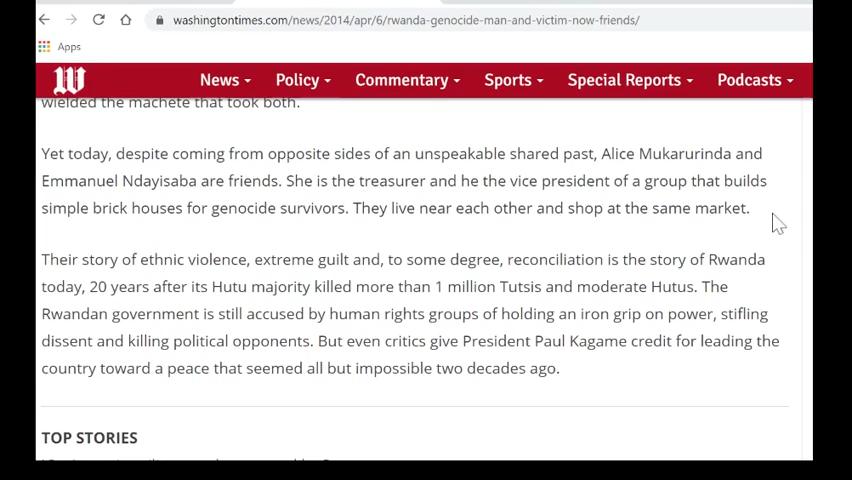 washingtontimes.com/news/2014/apr/6/rwanda-genocide-man-and-victim-now-friends/
Apps
W
News Policy Commentary Sports Special Reports Podcasts
wielded the machete that took both.
Yet today, despite coming from opposite sides of an unspeakable shared past, Alice Mukarurinda and
Emmanuel Ndayisaba are friends. She is the treasurer and he the vice president of a group that builds
simple brick houses for genocide survivors. They live near each other and shop at the same market.
Their story of ethnic violence, extreme guilt and, to some degree, reconciliation is the story of Rwanda
today, 20 years after its Hutu majority killed more than 1 million Tutsis and moderate Hutus. The
Rwandan government is still accused by human rights groups of holding an iron grip on power, stifling
dissent and killing political opponents. But even critics give President Paul Kagame credit for leading the
country toward a peace that seemed all but impossible two decades ago.
TOP STORIES